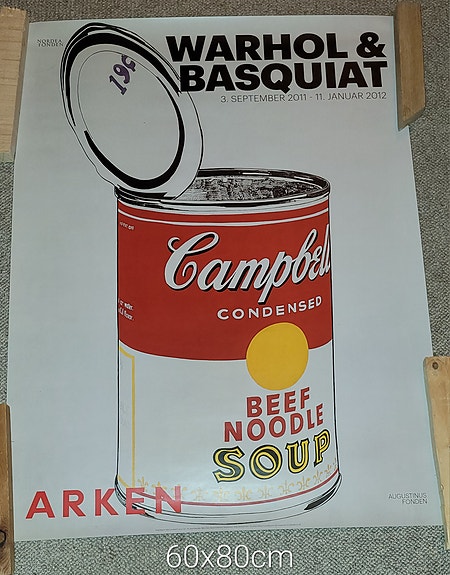 NORDEA
FONDEN
19¢
WARHOL &
BASQUIAT
3. SEPTEMBER 2011 - 11. JANUAR 2012
Campbell
CONDENSED
BEEF
NOODLE
SOUP
ARKEN
AUGUSTINUS
FONDEN
60x80cm